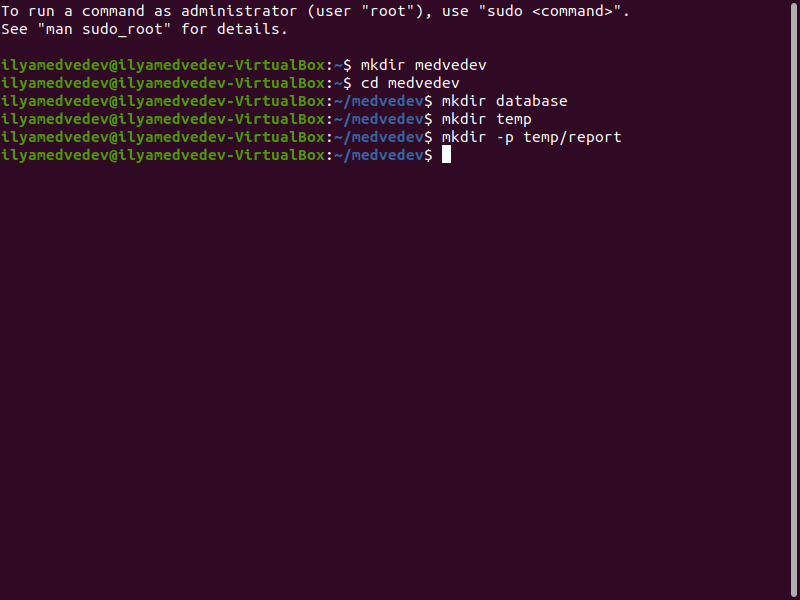 To run a command as administrator (user "root"), use "sudo <command>".
See "man sudo_root" for details.
ilyamedvedev@ilyamedvedev-VirtualBox:~$ mkdir medvedev
ilyamedvedev@ilyamedvedev-VirtualBox:~$ cd medvedev
ilyamedvedev@ilyamedvedev-VirtualBox:~/medvedev$ mkdir database
ilyamedvedev@ilyamedvedev-VirtualBox:~/medvedev$ mkdir temp
ilyamedvedev@ilyamedvedev-VirtualBox:~/medvedev$ mkdir -p temp/report
ilyamedvedev@ilyamedvedev-VirtualBox:~/medvedev$